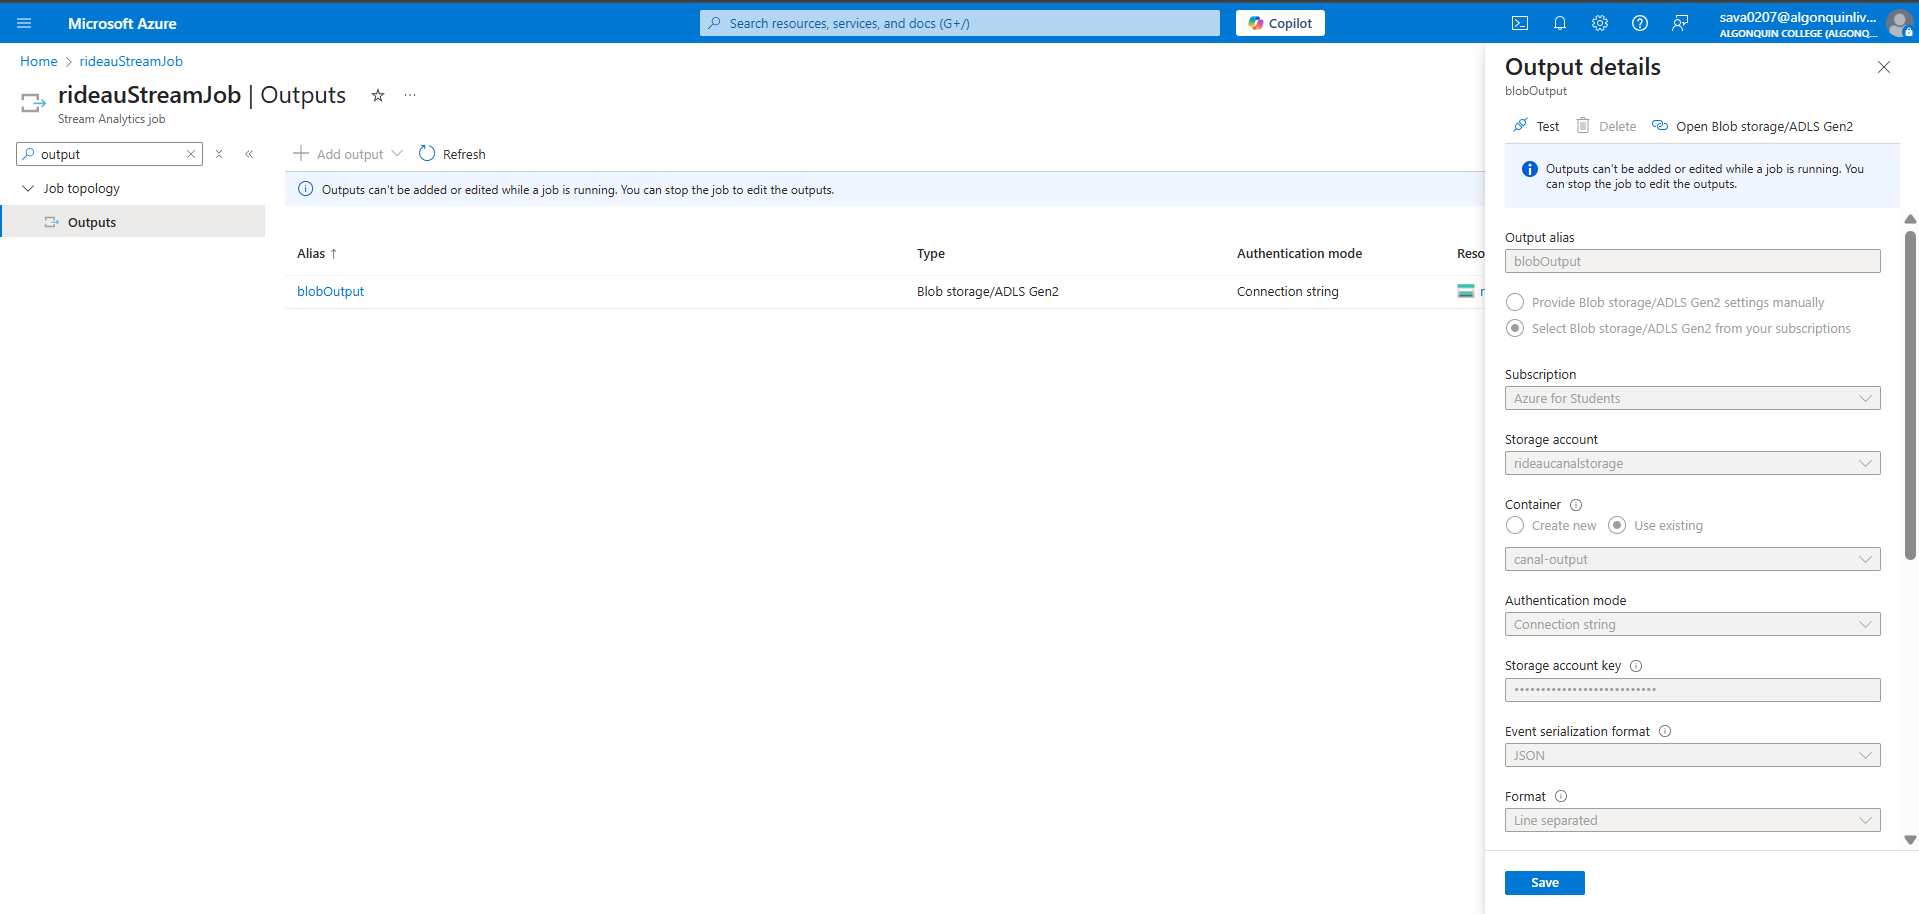 Microsoft Azure
Search resources, services, and docs (G+/)
Copilot
sava0207@algonquinliv...
ALGONQUIN COLLEGE (ALGONQ...
Home
rideauStreamJob
rideauStreamJob | Outputs
Stream Analytics job
output
Job topology
Outputs
Add output
Refresh
Outputs can't be added or edited while a job is running. You can stop the job to edit the outputs.
Alias ↑
Type
Authentication mode
Reso
blobOutput
Blob storage/ADLS Gen2
Connection string
r
Output details
blobOutput
Test
Delete
Open Blob storage/ADLS Gen2
Outputs can't be added or edited while a job is running. You
can stop the job to edit the outputs.
Output alias
blobOutput
Provide Blob storage/ADLS Gen2 settings manually
Select Blob storage/ADLS Gen2 from your subscriptions
Subscription
Azure for Students
Storage account
rideaucanalstorage
Container
Create new
Use existing
canal-output
Authentication mode
Connection string
Storage account key
Event serialization format
JSON
Format
Line separated
Save